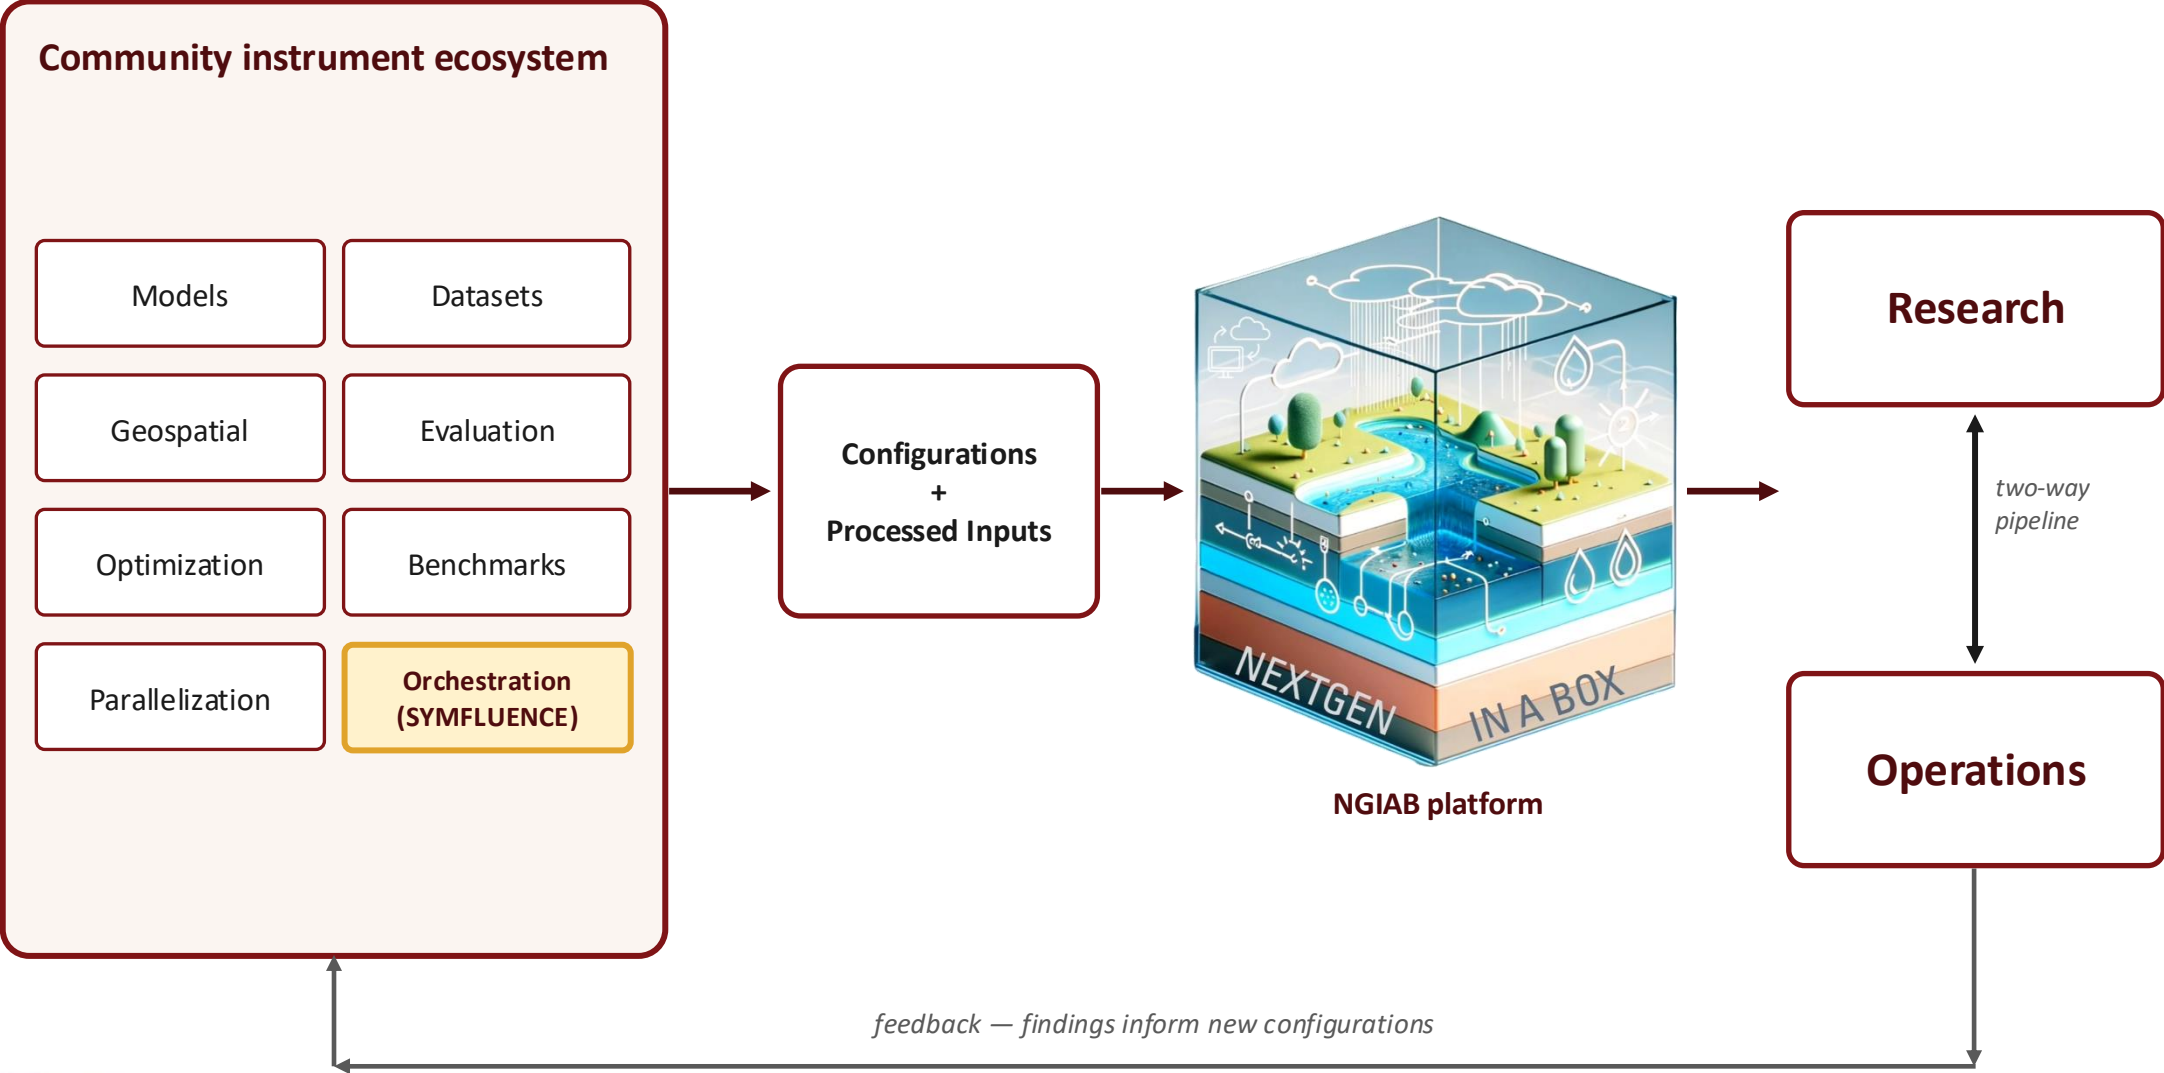 Community instrument ecosystem
Models
Datasets
Geospatial
Evaluation
Optimization
Benchmarks
Parallelization
Orchestration
(SYMFLUENCE)
Configurations
+
Processed Inputs
NEXTGEN
IN A BOX
NGIAB platform
Research
two-way
pipeline
Operations
feedback — findings inform new configurations